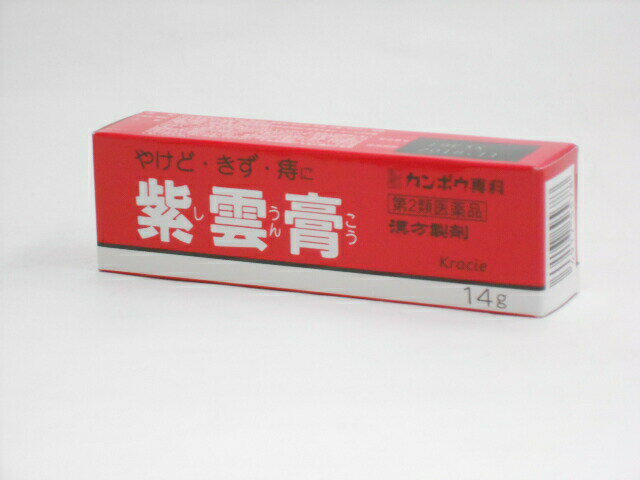 やけど・きず・痔に
紫雲膏
し うん こう
カンポウ専科
第2類医薬品
漢方製剤
Kracie
14g